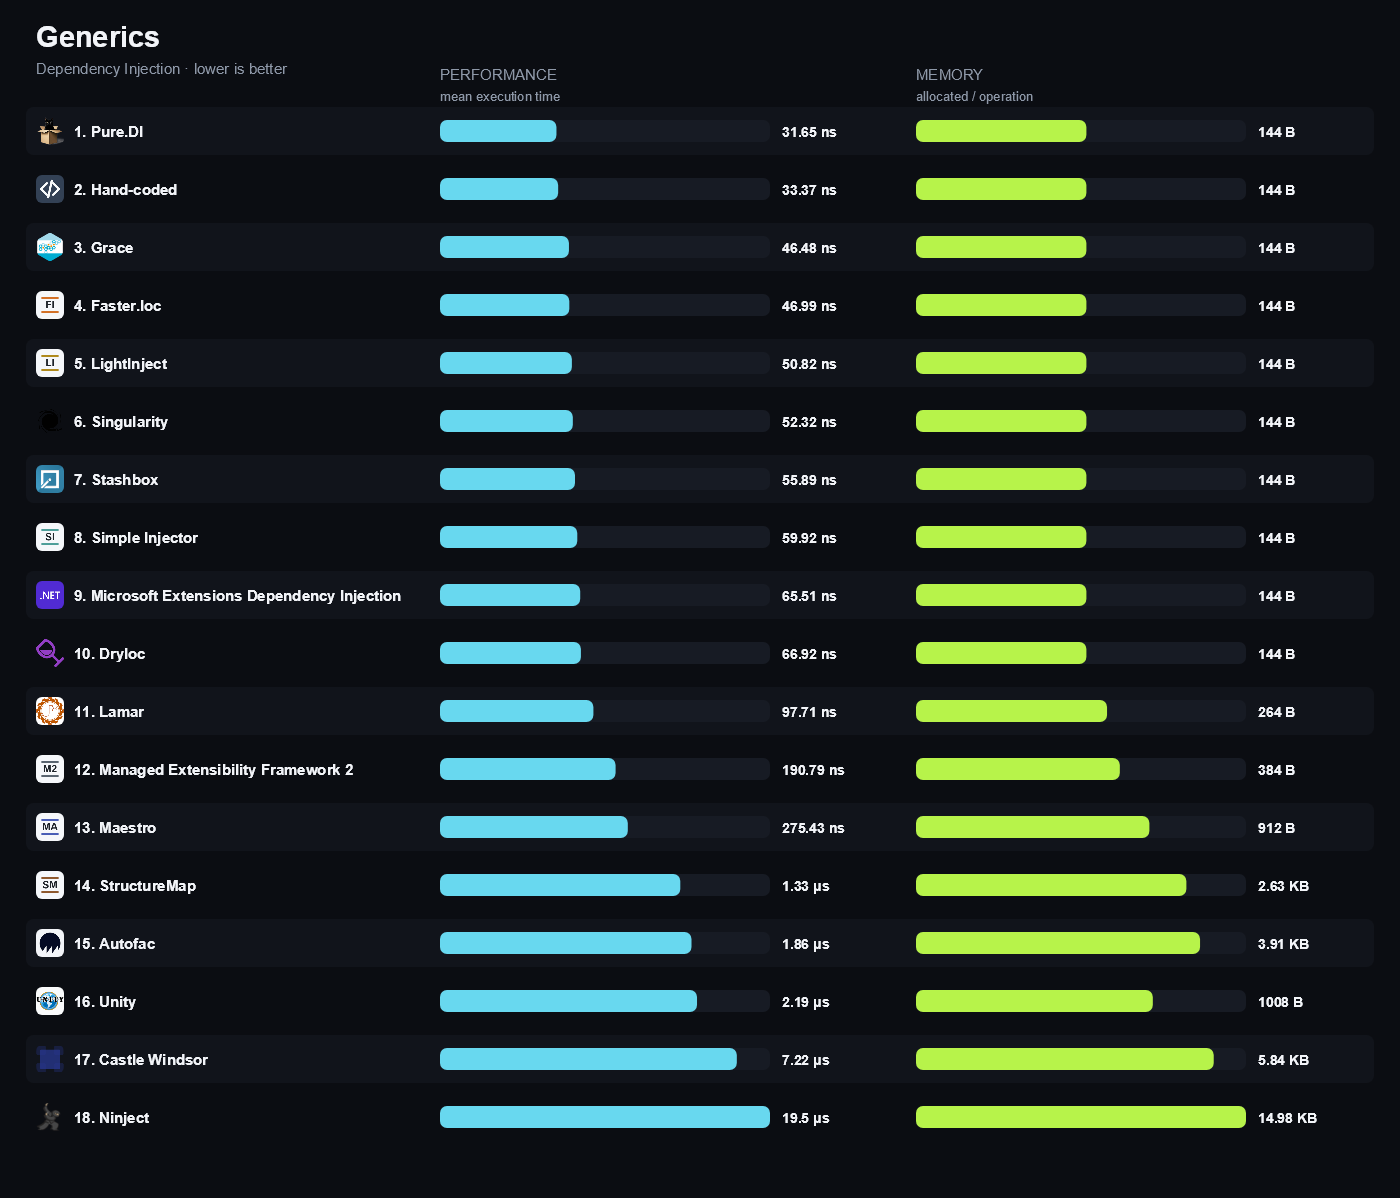 Generics
Dependency Injection · lower is better
PERFORMANCE
mean execution time
MEMORY
allocated / operation
1. Pure.DI 31.65 ns 144 B
2. Hand-coded 33.37 ns 144 B
3. Grace 46.48 ns 144 B
FI 4. Faster.Ioc 46.99 ns 144 B
LI 5. LightInject 50.82 ns 144 B
6. Singularity 52.32 ns 144 B
7. Stashbox 55.89 ns 144 B
SI 8. Simple Injector 59.92 ns 144 B
.NET 9. Microsoft Extensions Dependency Injection 65.51 ns 144 B
10. DryIoc 66.92 ns 144 B
11. Lamar 97.71 ns 264 B
M2 12. Managed Extensibility Framework 2 190.79 ns 384 B
MA 13. Maestro 275.43 ns 912 B
SM 14. StructureMap 1.33 µs 2.63 KB
15. Autofac 1.86 µs 3.91 KB
UNITY 16. Unity 2.19 µs 1008 B
17. Castle Windsor 7.22 µs 5.84 KB
18. Ninject 19.5 µs 14.98 KB